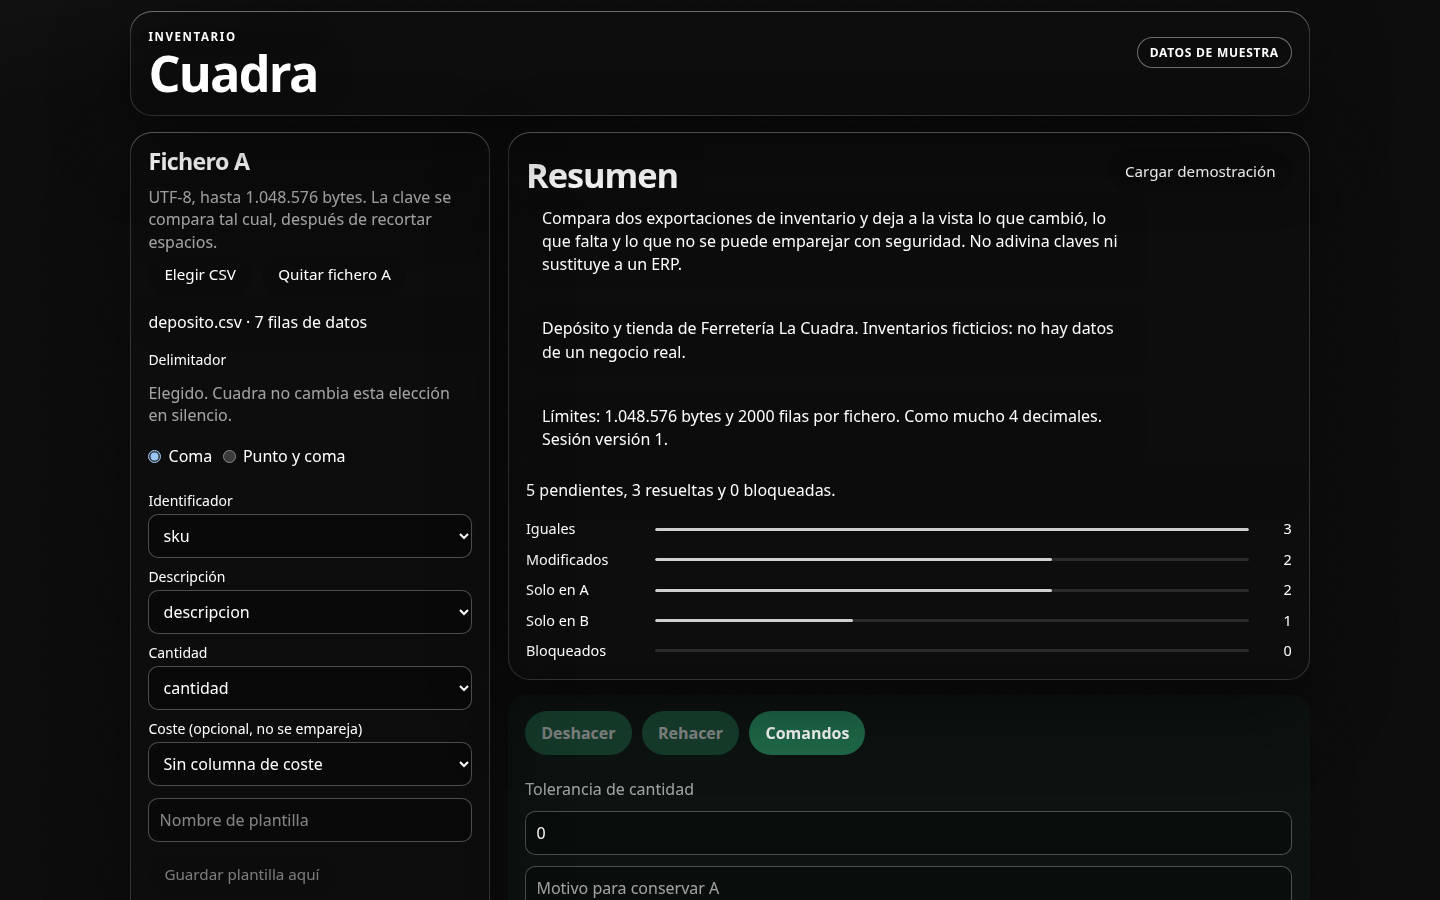 INVENTARIO
Cuadra
DATOS DE MUESTRA
Fichero A
UTF-8, hasta 1.048.576 bytes. La clave se
compara tal cual, después de recortar
espacios.
Elegir CSV
Quitar fichero A
deposito.csv · 7 filas de datos
Delimitador
Elegido. Cuadra no cambia esta elección
en silencio.
Coma
Punto y coma
Identificador
sku
Descripción
descripcion
Cantidad
cantidad
Coste (opcional, no se empareja)
Sin columna de coste
Nombre de plantilla
Guardar plantilla aquí
Resumen
Cargar demostración
Compara dos exportaciones de inventario y deja a la vista lo que cambió, lo
que falta y lo que no se puede emparejar con seguridad. No adivina claves ni
sustituye a un ERP.
Depósito y tienda de Ferretería La Cuadra. Inventarios ficticios: no hay datos
de un negocio real.
Límites: 1.048.576 bytes y 2000 filas por fichero. Como mucho 4 decimales.
Sesión versión 1.
5 pendientes, 3 resueltas y 0 bloqueadas.
Iguales 3
Modificados 2
Solo en A 2
Solo en B 1
Bloqueados 0
Deshacer
Rehacer
Comandos
Tolerancia de cantidad
0
Motivo para conservar A